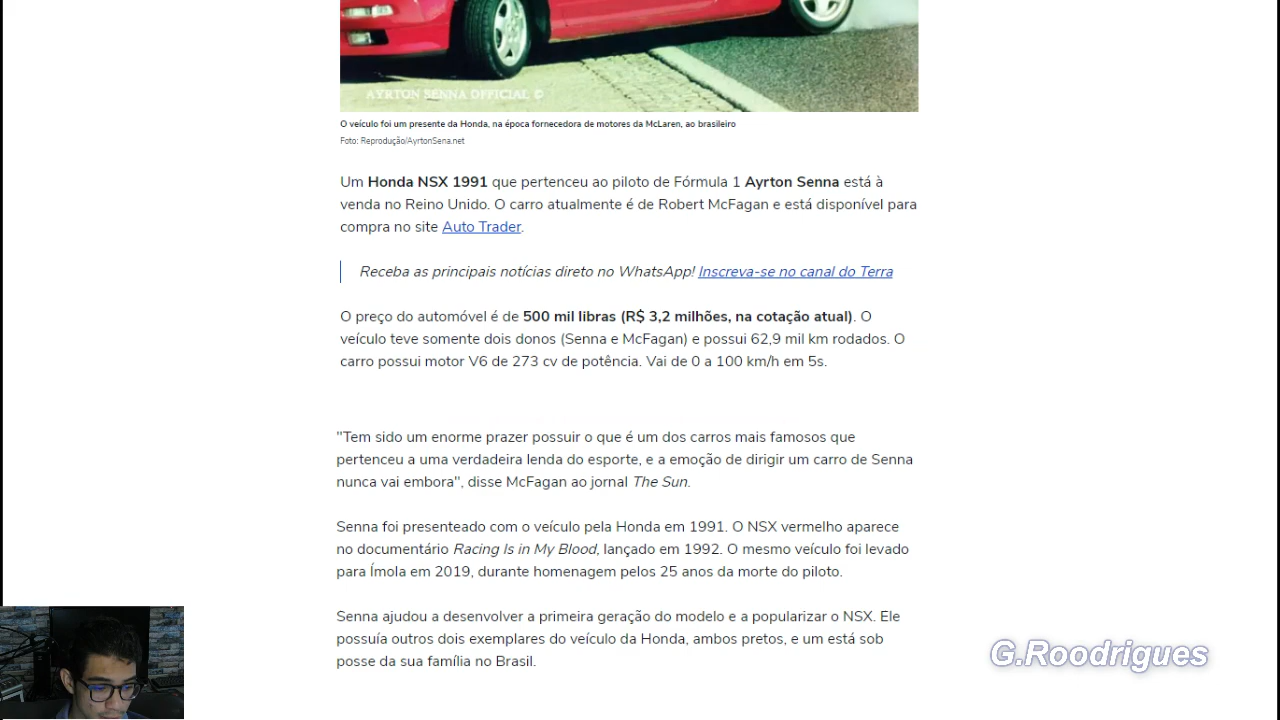 AYRTON SENNA OFFICIAL ©
O veículo foi um presente da Honda, na época fornecedora de motores da McLaren, ao brasileiro
Foto: Reprodução/AyrtonSena.net
Um Honda NSX 1991 que pertenceu ao piloto de Fórmula 1 Ayrton Senna está à
venda no Reino Unido. O carro atualmente é de Robert McFagan e está disponível para
compra no site Auto Trader.
Receba as principais notícias direto no WhatsApp! Inscreva-se no canal do Terra
O preço do automóvel é de 500 mil libras (R$ 3,2 milhões, na cotação atual). O
veículo teve somente dois donos (Senna e McFagan) e possui 62,9 mil km rodados. O
carro possui motor V6 de 273 cv de potência. Vai de 0 a 100 km/h em 5s.
"Tem sido um enorme prazer possuir o que é um dos carros mais famosos que
pertenceu a uma verdadeira lenda do esporte, e a emoção de dirigir um carro de Senna
nunca vai embora", disse McFagan ao jornal The Sun.
Senna foi presenteado com o veículo pela Honda em 1991. O NSX vermelho aparece
no documentário Racing Is in My Blood, lançado em 1992. O mesmo veículo foi levado
para Ímola em 2019, durante homenagem pelos 25 anos da morte do piloto.
Senna ajudou a desenvolver a primeira geração do modelo e a popularizar o NSX. Ele
possuía outros dois exemplares do veículo da Honda, ambos pretos, e um está sob
posse da sua família no Brasil.
G.Roodrigues